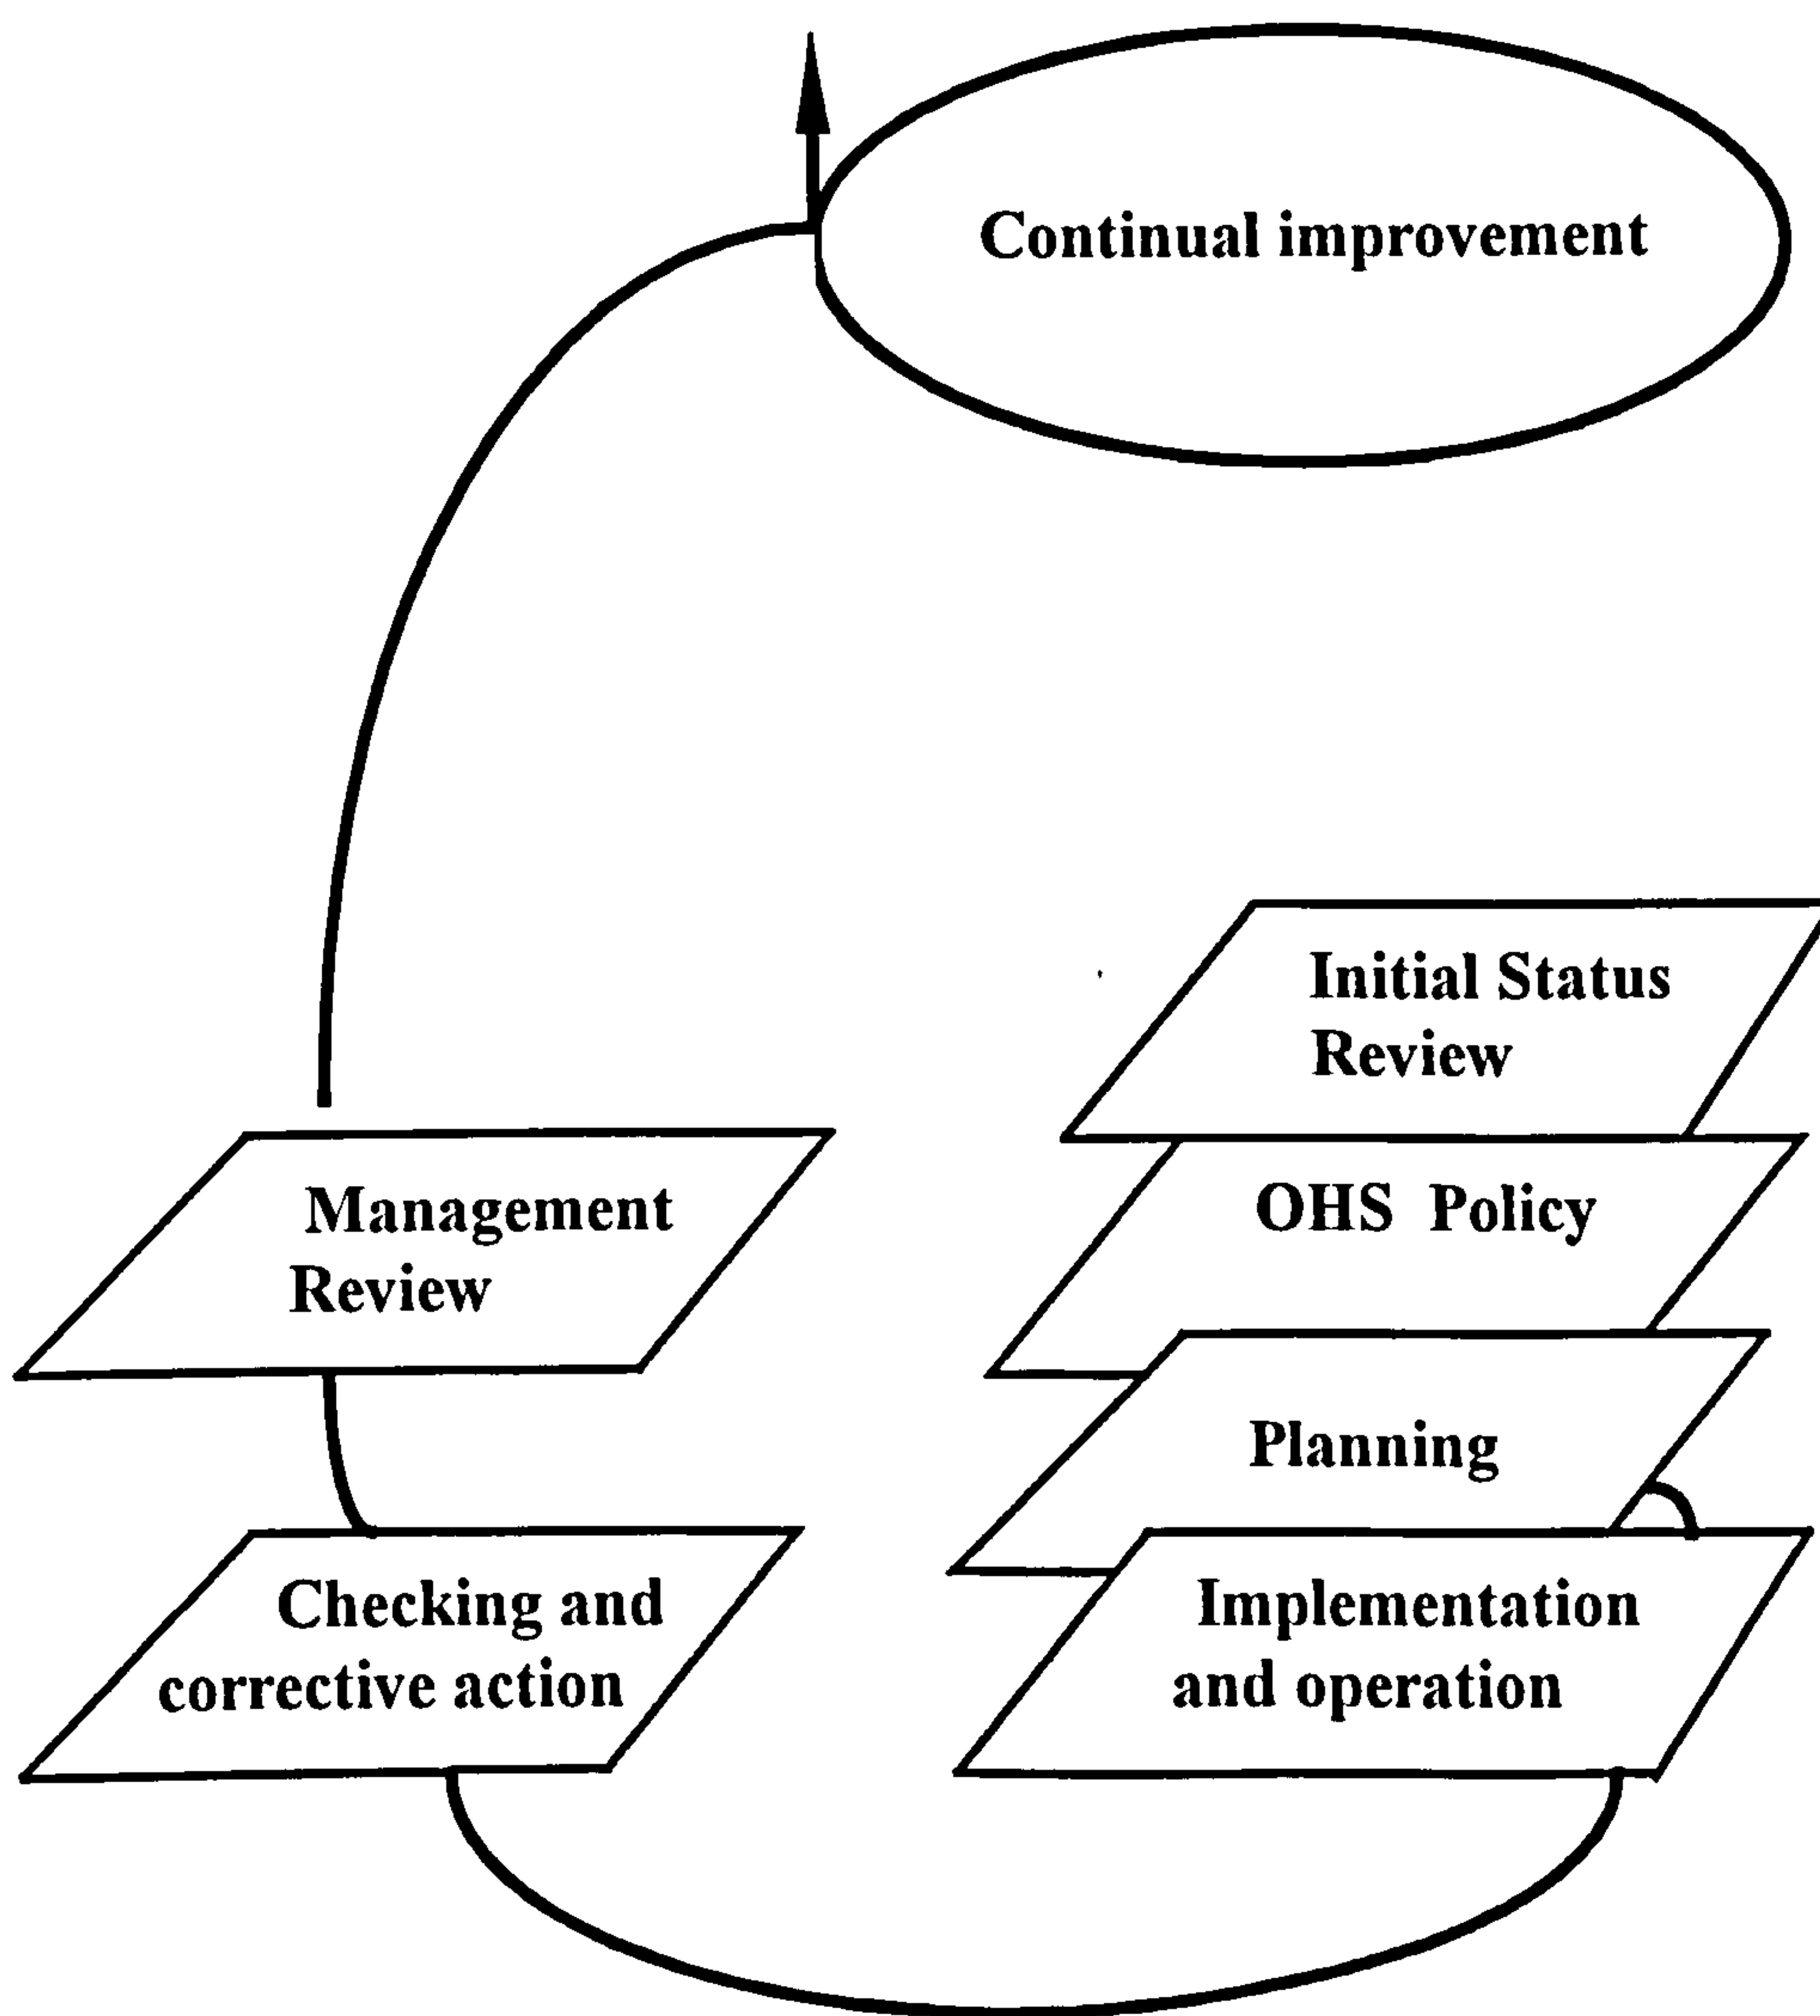 Continual improvement
Initial Status
Review
OHS Policy
Planning
Implementation
and operation
Checking and
corrective action
Management
Review